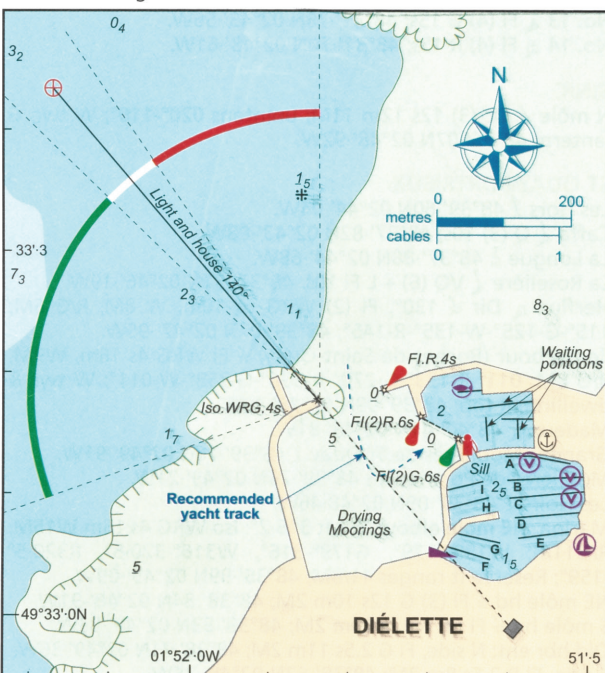 0₄
3₂
N
1₅
metres 0 200
cables 0 1
33'·3
7₃
Light and house 140°
2₃
1₁
8₃
Waiting
pontoons
Fl.R.4s
Iso.WRG.4s
0
2
1₇
5
Fl(2)R.6s
0
Fl(2)G.6s
Sill
A
V
2₅
B
I
C
H
V
D
V
E
G
1₅
F
Recommended
yacht track
Drying
Moorings
5
49°33'·0N
DIÉLETTE
01°52'·0W
51'·5